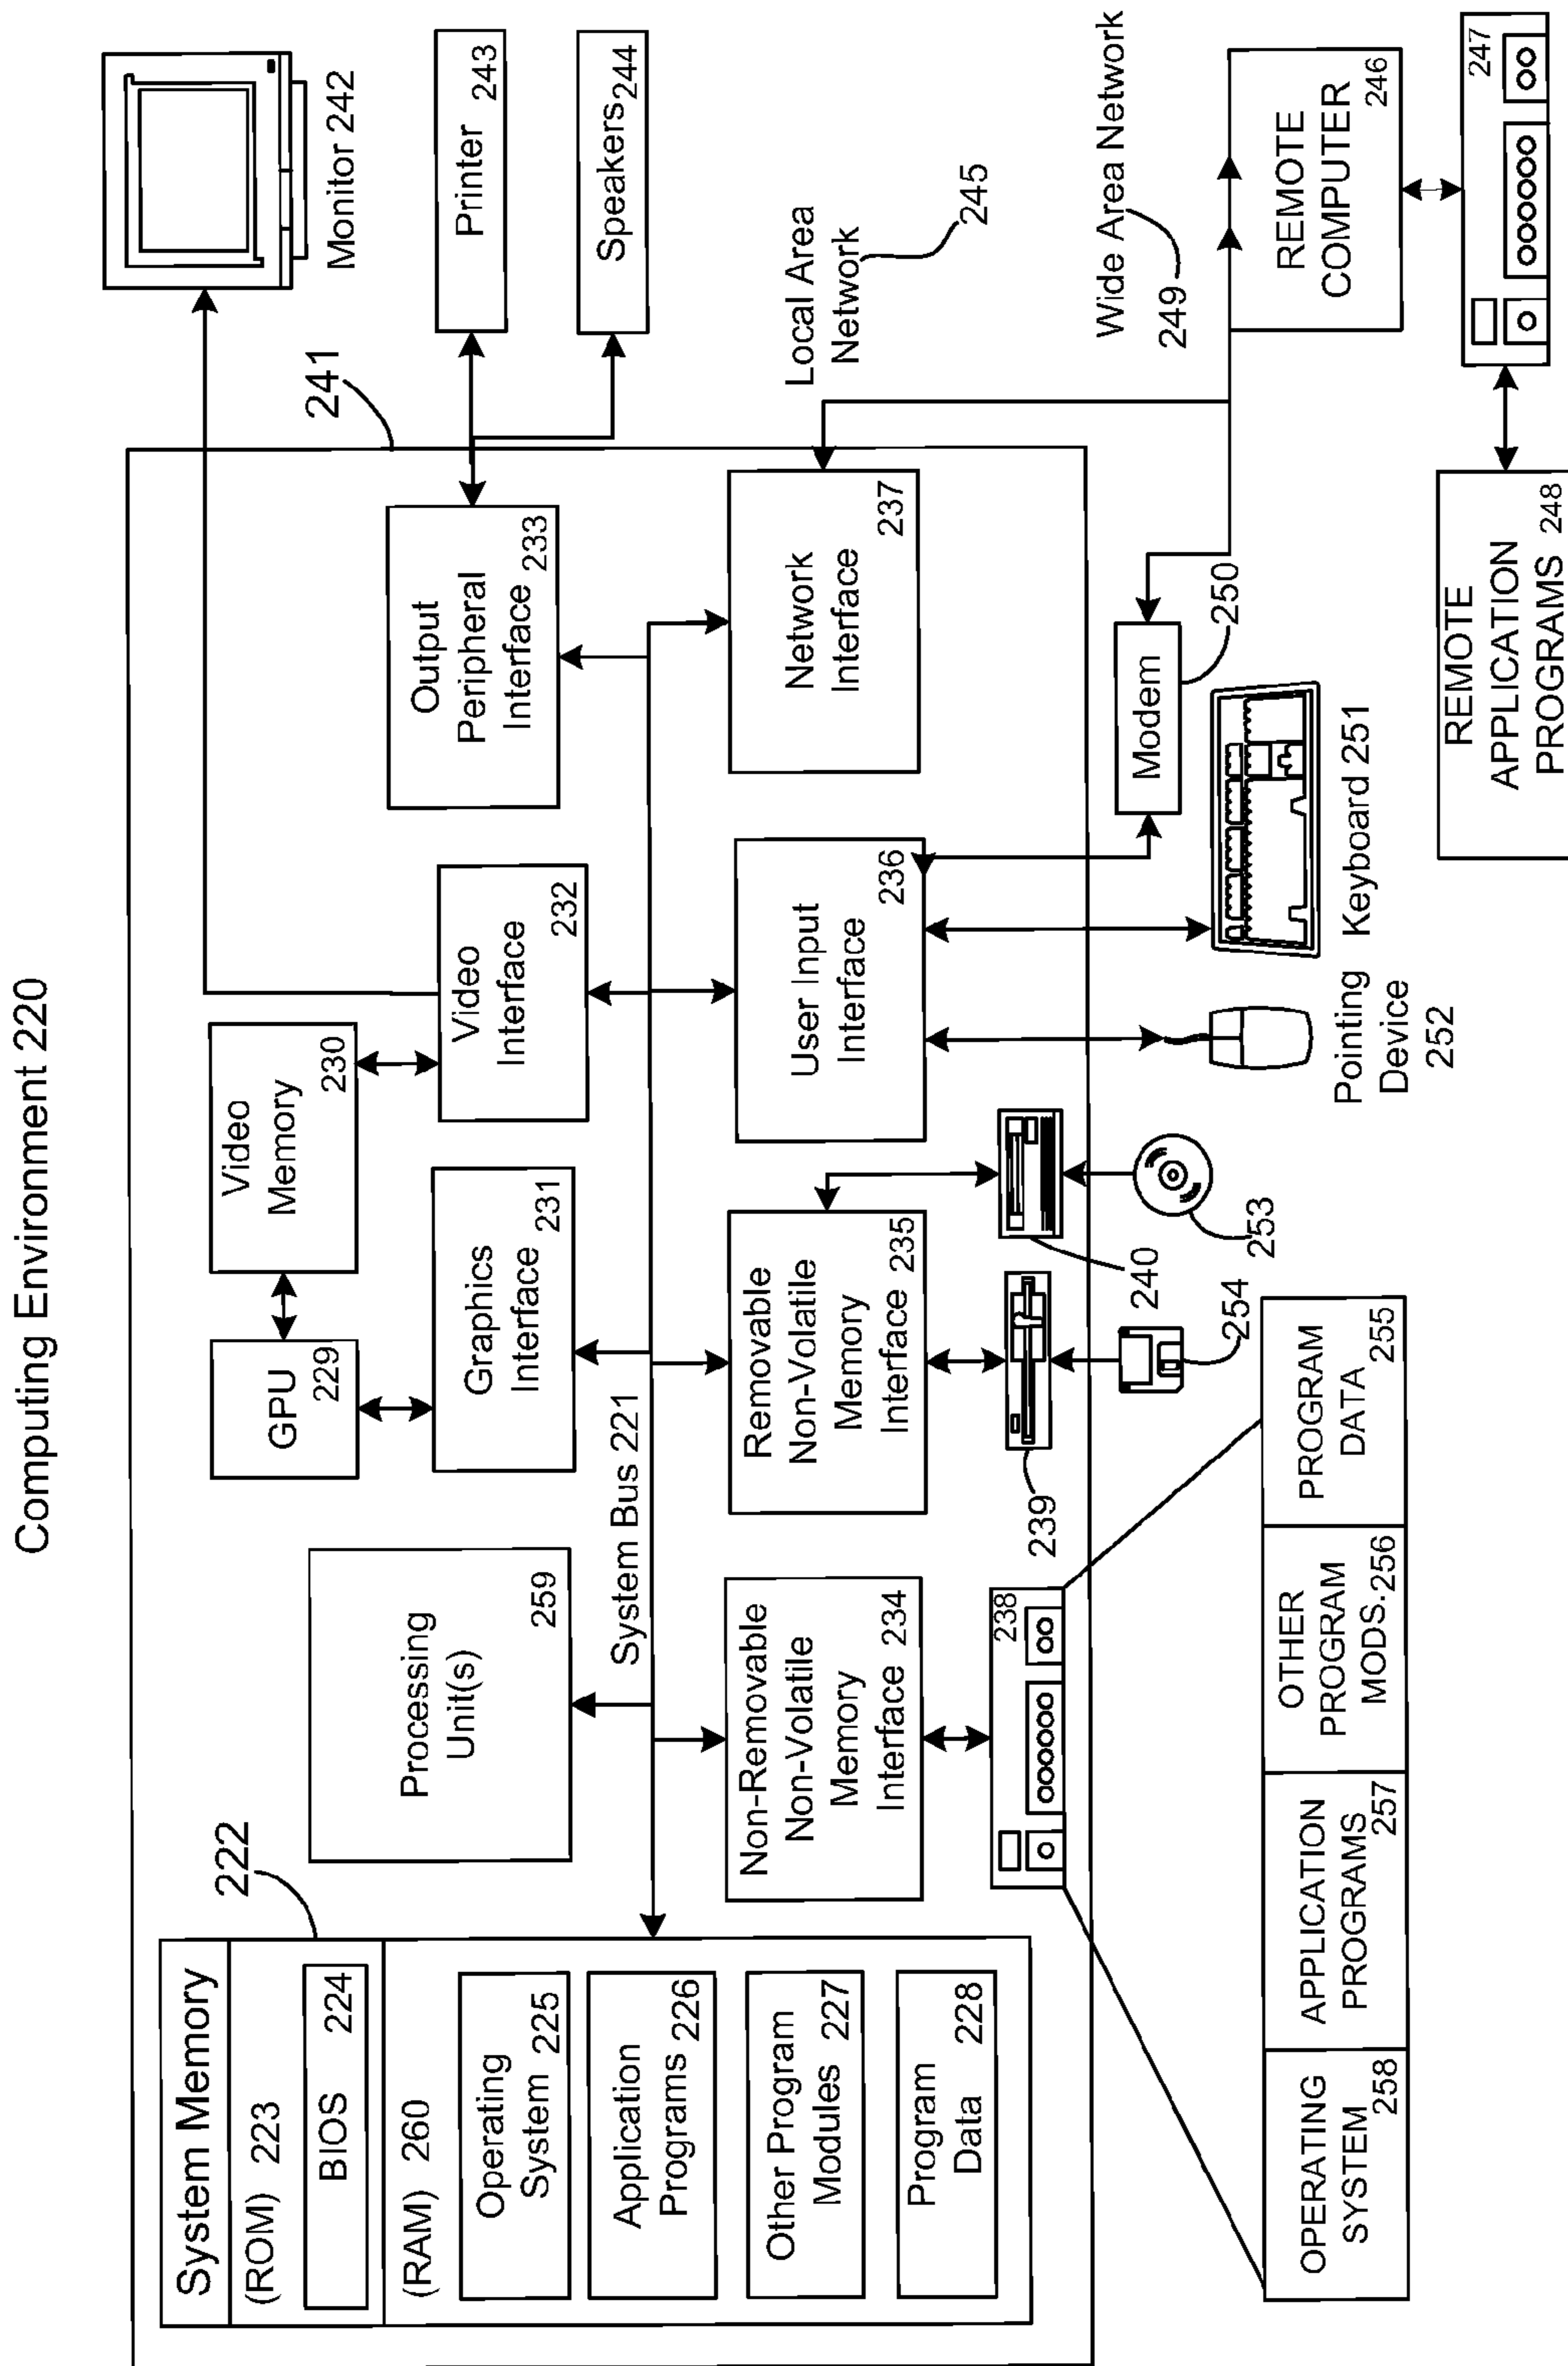 Computing Environment 220
System Memory
222
(ROM) 223
BIOS 224
(RAM) 260
Operating
System 225
Application
Programs 226
Other Program
Modules 227
Program
Data 228
Processing
Unit(s)
259
System Bus 221
GPU
229
Video
Memory
230
Graphics
Interface
231
Video
Interface
232
Output
Peripheral
Interface 233
241
Monitor 242
Printer 243
Speakers 244
Non-Removable
Non-Volatile
Memory
Interface 234
Removable
Non-Volatile
Memory
Interface 235
User Input
Interface
236
Network
Interface
237
Local Area
Network
245
238
239
240
254
253
Pointing
Device
252
Keyboard 251
Modem
250
Wide Area Network
249
REMOTE
COMPUTER
246
247
REMOTE
APPLICATION
PROGRAMS 248
OPERATING
SYSTEM
258
APPLICATION
PROGRAMS
257
OTHER
PROGRAM
MODS. 256
PROGRAM
DATA
255